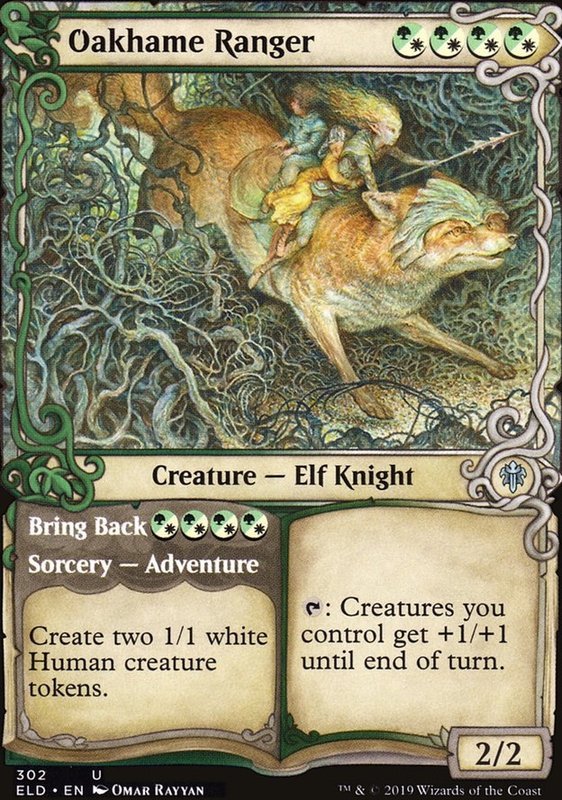 Oakhame Ranger
Creature — Elf Knight
Bring Back
Sorcery — Adventure
Create two 1/1 white
Human creature
tokens.
: Creatures you
control get +1/+1
until end of turn.
2/2
302 U
ELD • EN Omar Rayyan
™ & © 2019 Wizards of the Coast